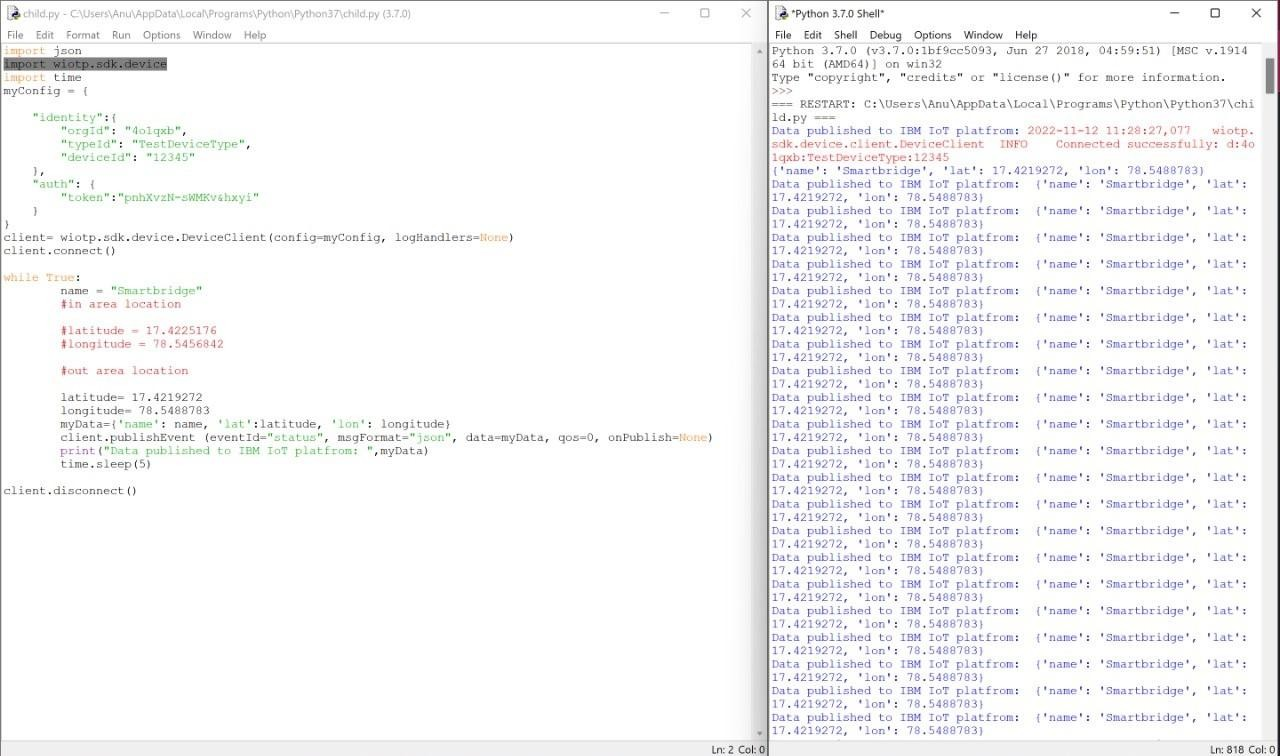 child.py - C:\Users\Anu\AppData\Local\Programs\Python\Python37\child.py (3.7.0)
File Edit Format Run Options Window Help
import json
import wiotp.sdk.device
import time
myConfig = {
"identity":{
"orgId": "4o1qxb",
"typeId": "TestDeviceType",
"deviceId": "12345"
},
"auth": {
"token":"pnhXvzN-sWMKv&hxyi"
}
}
client= wiotp.sdk.device.DeviceClient(config=myConfig, logHandlers=None)
client.connect()
while True:
name = "Smartbridge"
#in area location
#latitude = 17.4225176
#longitude = 78.5456842
#out area location
latitude= 17.4219272
longitude= 78.5488783
myData={'name': name, 'lat':latitude, 'lon': longitude}
client.publishEvent (eventId="status", msgFormat="json", data=myData, qos=0, onPublish=None)
print("Data published to IBM IoT platfrom: ",myData)
time.sleep(5)
client.disconnect()
Ln: 2 Col: 0
*Python 3.7.0 Shell*
File Edit Shell Debug Options Window Help
Python 3.7.0 (v3.7.0:1bf9cc5093, Jun 27 2018, 04:59:51) [MSC v.1914
64 bit (AMD64)] on win32
Type "copyright", "credits" or "license()" for more information.
>>>
=== RESTART: C:\Users\Anu\AppData\Local\Programs\Python\Python37\chi
ld.py ===
Data published to IBM IoT platfrom: 2022-11-12 11:28:27,077 wiotp.
sdk.device.client.DeviceClient INFO Connected successfully: d:4o
1qxb:TestDeviceType:12345
{'name': 'Smartbridge', 'lat': 17.4219272, 'lon': 78.5488783}
Data published to IBM IoT platfrom: {'name': 'Smartbridge', 'lat':
17.4219272, 'lon': 78.5488783}
Data published to IBM IoT platfrom: {'name': 'Smartbridge', 'lat':
17.4219272, 'lon': 78.5488783}
Data published to IBM IoT platfrom: {'name': 'Smartbridge', 'lat':
17.4219272, 'lon': 78.5488783}
Data published to IBM IoT platfrom: {'name': 'Smartbridge', 'lat':
17.4219272, 'lon': 78.5488783}
Data published to IBM IoT platfrom: {'name': 'Smartbridge', 'lat':
17.4219272, 'lon': 78.5488783}
Data published to IBM IoT platfrom: {'name': 'Smartbridge', 'lat':
17.4219272, 'lon': 78.5488783}
Data published to IBM IoT platfrom: {'name': 'Smartbridge', 'lat':
17.4219272, 'lon': 78.5488783}
Data published to IBM IoT platfrom: {'name': 'Smartbridge', 'lat':
17.4219272, 'lon': 78.5488783}
Data published to IBM IoT platfrom: {'name': 'Smartbridge', 'lat':
17.4219272, 'lon': 78.5488783}
Data published to IBM IoT platfrom: {'name': 'Smartbridge', 'lat':
17.4219272, 'lon': 78.5488783}
Data published to IBM IoT platfrom: {'name': 'Smartbridge', 'lat':
17.4219272, 'lon': 78.5488783}
Data published to IBM IoT platfrom: {'name': 'Smartbridge', 'lat':
17.4219272, 'lon': 78.5488783}
Data published to IBM IoT platfrom: {'name': 'Smartbridge', 'lat':
17.4219272, 'lon': 78.5488783}
Data published to IBM IoT platfrom: {'name': 'Smartbridge', 'lat':
17.4219272, 'lon': 78.5488783}
Data published to IBM IoT platfrom: {'name': 'Smartbridge', 'lat':
17.4219272, 'lon': 78.5488783}
Data published to IBM IoT platfrom: {'name': 'Smartbridge', 'lat':
17.4219272, 'lon': 78.5488783}
Data published to IBM IoT platfrom: {'name': 'Smartbridge', 'lat':
17.4219272, 'lon': 78.5488783}
Data published to IBM IoT platfrom: {'name': 'Smartbridge', 'lat':
17.4219272, 'lon': 78.5488783}
Data published to IBM IoT platfrom: {'name': 'Smartbridge', 'lat':
17.4219272, 'lon': 78.5488783}
Data published to IBM IoT platfrom: {'name': 'Smartbridge', 'lat':
17.4219272, 'lon': 78.5488783}
Data published to IBM IoT platfrom: {'name': 'Smartbridge', 'lat':
17.4219272, 'lon': 78.5488783}
Ln: 818 Col: 0